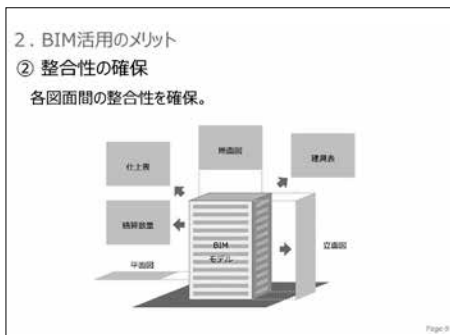 2. BIM活用のメリット
② 整合性の確保
各図面間の整合性を確保。
断面図
仕上表
建具表
積算数量
BIM
モデル
平面図
立面図